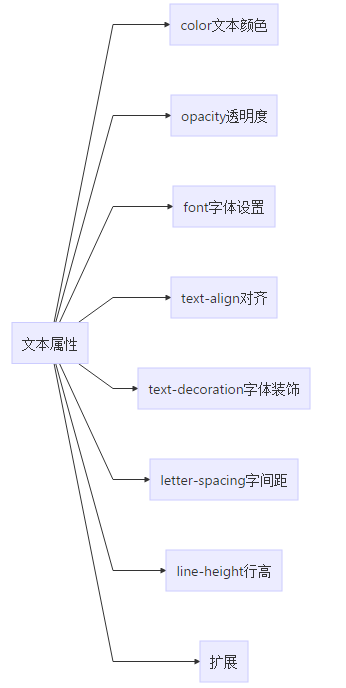 color文本颜色
opacity透明度
font字体设置
text-align对齐
文本属性
text-decoration字体装饰
letter-spacing字间距
line-height行高
扩展